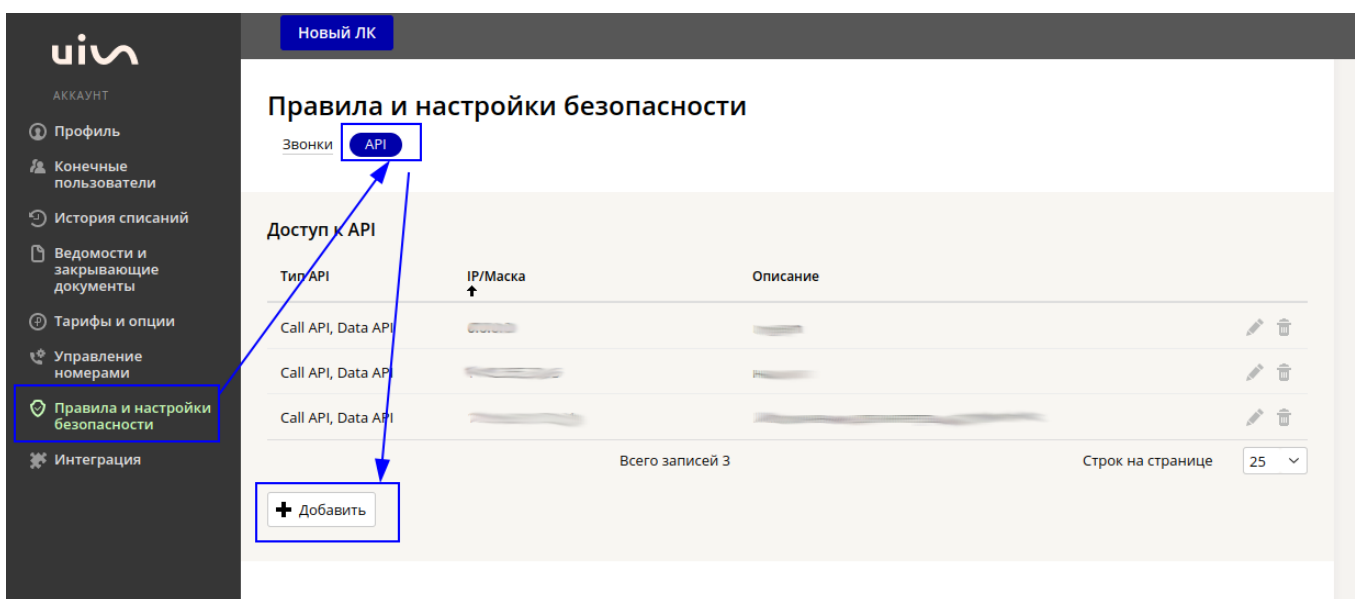 Новый ЛК
uis
АККАУНТ
Профиль
Конечные
пользователи
История списаний
Ведомости и
закрывающие
документы
Тарифы и опции
Управление
номерами
Правила и настройки
безопасности
Интеграция
Правила и настройки безопасности
Звонки API
Доступ к API
Тип API IP/Маска Описание
Call API, Data API
Call API, Data API
Call API, Data API
Всего записей 3 Строк на странице 25
Добавить